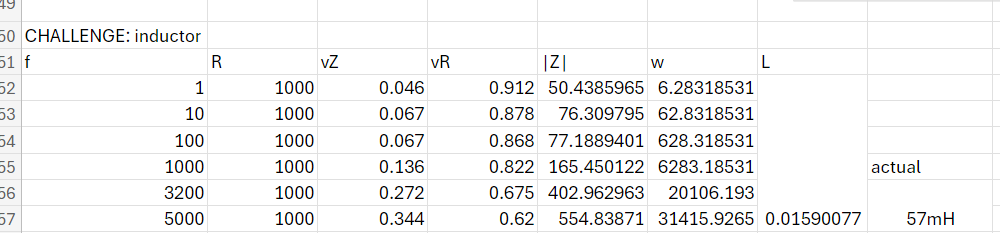 49
50 CHALLENGE: inductor
51 f R vZ vR |Z| w L
52 1 1000 0.046 0.912 50.4385965 6.28318531
53 10 1000 0.067 0.878 76.309795 62.8318531
54 100 1000 0.067 0.868 77.1889401 628.318531
55 1000 1000 0.136 0.822 165.450122 6283.18531 actual
56 3200 1000 0.272 0.675 402.962963 20106.193
57 5000 1000 0.344 0.62 554.83871 31415.9265 0.01590077 57mH